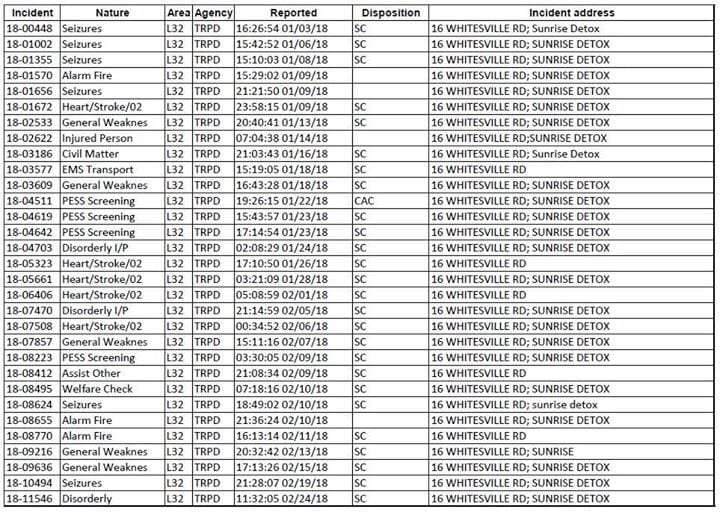 Incident Nature Area Agency Reported Disposition Incident address
18-00448 Seizures L32 TRPD 16:26:54 01/03/18 SC 16 WHITESVILLE RD; Sunrise Detox
18-01002 Seizures L32 TRPD 15:42:52 01/06/18 SC 16 WHITESVILLE RD; SUNRISE DETOX
18-01355 Seizures L32 TRPD 15:10:03 01/08/18 SC 16 WHITESVILLE RD; SUNRISE DETOX
18-01570 Alarm Fire L32 TRPD 15:29:02 01/09/18 16 WHITESVILLE RD; SUNRISE DETOX
18-01656 Seizures L32 TRPD 21:21:50 01/09/18 16 WHITESVILLE RD; SUNRISE DETOX
18-01672 Heart/Stroke/02 L32 TRPD 23:58:15 01/09/18 SC 16 WHITESVILLE RD; SUNRISE DETOX
18-02533 General Weaknes L32 TRPD 20:40:41 01/13/18 SC 16 WHITESVILLE RD; SUNRISE DETOX
18-02622 Injured Person L32 TRPD 07:04:38 01/14/18 16 WHITESVILLE RD;SUNRISE DETOX
18-03186 Civil Matter L32 TRPD 21:03:43 01/16/18 SC 16 WHITESVILLE RD; Sunrise Detox
18-03577 EMS Transport L32 TRPD 15:19:05 01/18/18 SC 16 WHITESVILLE RD
18-03609 General Weaknes L32 TRPD 16:43:28 01/18/18 SC 16 WHITESVILLE RD; SUNRISE DETOX
18-04511 PESS Screening L32 TRPD 19:26:15 01/22/18 CAC 16 WHITESVILLE RD; SUNRISE DETOX
18-04619 PESS Screening L32 TRPD 15:43:57 01/23/18 SC 16 WHITESVILLE RD; SUNRISE DETOX
18-04642 PESS Screening L32 TRPD 17:14:54 01/23/18 SC 16 WHITESVILLE RD; SUNRISE DETOX
18-04703 Disorderly I/P L32 TRPD 02:08:29 01/24/18 SC 16 WHITESVILLE RD; SUNRISE DETOX
18-05323 Heart/Stroke/02 L32 TRPD 17:10:50 01/26/18 SC 16 WHITESVILLE RD
18-05661 Heart/Stroke/02 L32 TRPD 03:21:09 01/28/18 SC 16 WHITESVILLE RD; SUNRISE DETOX
18-06406 Heart/Stroke/02 L32 TRPD 05:08:59 02/01/18 SC 16 WHITESVILLE RD
18-07470 Disorderly I/P L32 TRPD 21:14:59 02/05/18 SC 16 WHITESVILLE RD; SUNRISE DETOX
18-07508 Heart/Stroke/02 L32 TRPD 00:34:52 02/06/18 SC 16 WHITESVILLE RD; SUNRISE DETOX
18-07857 General Weaknes L32 TRPD 15:11:16 02/07/18 SC 16 WHITESVILLE RD; SUNRISE DETOX
18-08223 PESS Screening L32 TRPD 03:30:05 02/09/18 SC 16 WHITESVILLE RD; SUNRISE DETOX
18-08412 Assist Other L32 TRPD 21:08:34 02/09/18 SC 16 WHITESVILLE RD
18-08495 Welfare Check L32 TRPD 07:18:16 02/10/18 SC 16 WHITESVILLE RD; SUNRISE DETOX
18-08624 Seizures L32 TRPD 18:49:02 02/10/18 SC 16 WHITESVILLE RD; sunrise detox
18-08655 Alarm Fire L32 TRPD 21:36:24 02/10/18 16 WHITESVILLE RD; SUNRISE DETOX
18-08770 Alarm Fire L32 TRPD 16:13:14 02/11/18 SC 16 WHITESVILLE RD
18-09216 General Weaknes L32 TRPD 20:32:42 02/13/18 SC 16 WHITESVILLE RD; SUNRISE
18-09636 General Weaknes L32 TRPD 17:13:26 02/15/18 SC 16 WHITESVILLE RD; SUNRISE DETOX
18-10494 Seizures L32 TRPD 21:28:07 02/19/18 SC 16 WHITESVILLE RD; SUNRISE DETOX
18-11546 Disorderly L32 TRPD 11:32:05 02/24/18 SC 16 WHITESVILLE RD; SUNRISE DETOX